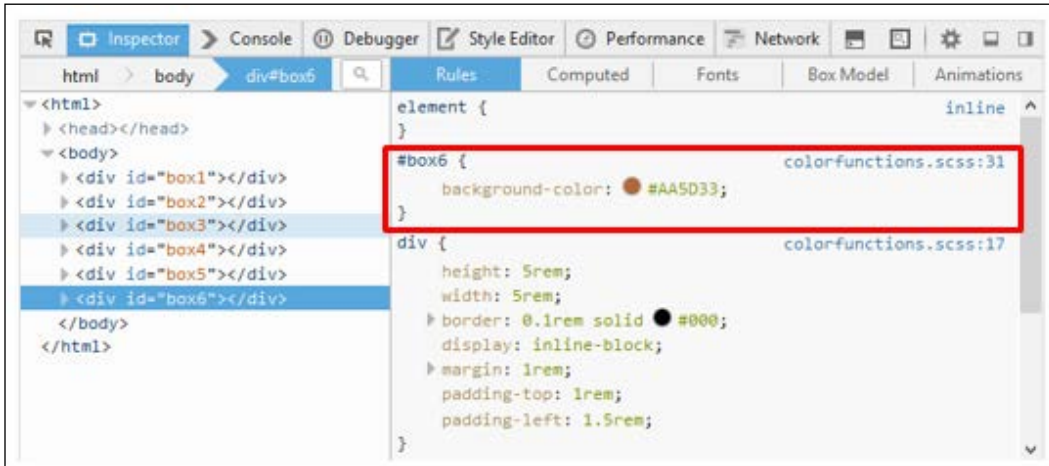 Inspector Console Debugger Style Editor Performance Network
html body div#box6 Rules Computed Fonts Box Model Animations
<html>
<head></head>
<body>
<div id="box1"></div>
<div id="box2"></div>
<div id="box3"></div>
<div id="box4"></div>
<div id="box5"></div>
<div id="box6"></div>
</body>
</html>
element { inline
}
#box6 { colorfunctions.scss:31
background-color: #AA5D33;
}
div { colorfunctions.scss:17
height: 5rem;
width: 5rem;
border: 0.1rem solid #000;
display: inline-block;
margin: 1rem;
padding-top: 1rem;
padding-left: 1.5rem;
}